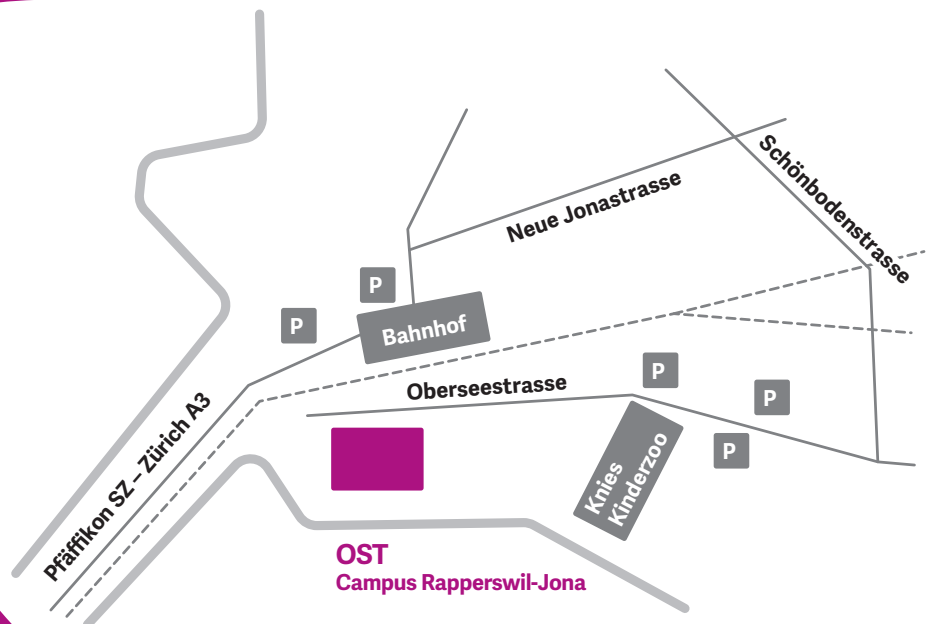 Schönbodenstrasse
Neue Jonastrasse
P
P
Bahnhof
P
Oberseestrasse
P
P
Pfäffikon SZ – Zürich A3
Knies
Kinderzoo
OST
Campus Rapperswil-Jona